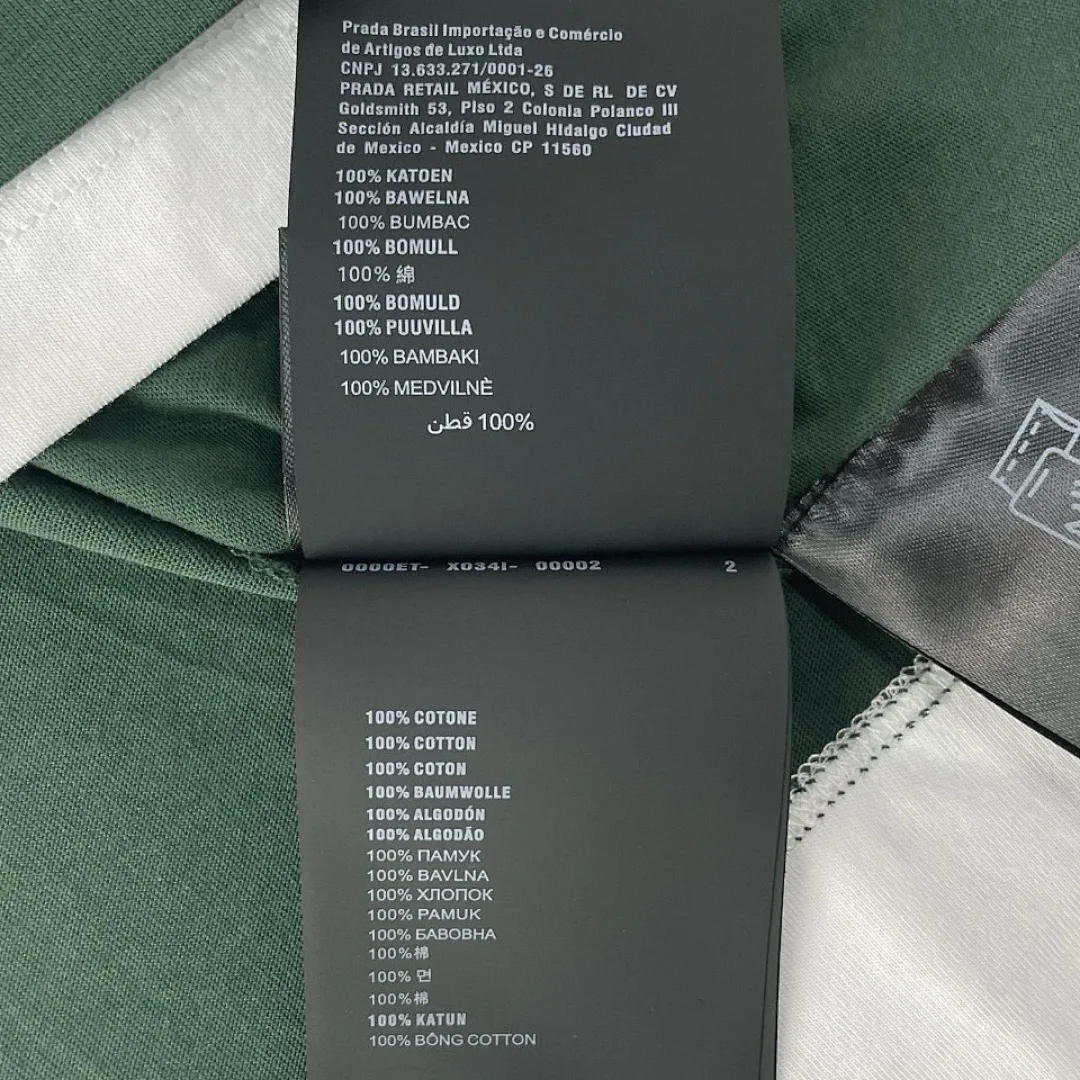 Prada Brasil Importação e Comércio
de Artigos de Luxo Ltda
CNPJ 13.633.271/0001-26
PRADA RETAIL MÉXICO, S DE RL DE CV
Goldsmith 53, Piso 2 Colonia Polanco III
Sección Alcaldía Miguel Hidalgo Ciudad
de Mexico - Mexico CP 11560
100% KATOEN
100% BAWELNA
100% BUMBAC
100% BOMULL
100% 綿
100% BOMULD
100% PUUVILLA
100% BAMBAKI
100% MEDVILNÈ
100% قطن
0000ET- X034I- 00002 2
100% COTONE
100% COTTON
100% COTON
100% BAUMWOLLE
100% ALGODÓN
100% ALGODÃO
100% ПАМУК
100% BAVLNA
100% ХЛОПОК
100% PAMUK
100% БАВОВНА
100%棉
100% 면
100%棉
100% KATUN
100% BÔNG COTTON